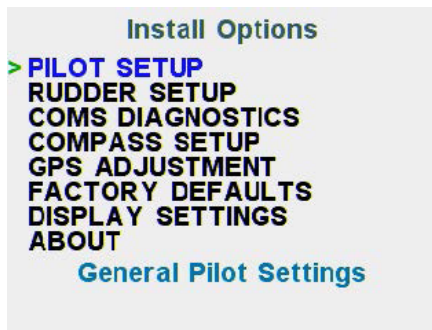 Install Options
> PILOT SETUP
RUDDER SETUP
COMS DIAGNOSTICS
COMPASS SETUP
GPS ADJUSTMENT
FACTORY DEFAULTS
DISPLAY SETTINGS
ABOUT
General Pilot Settings